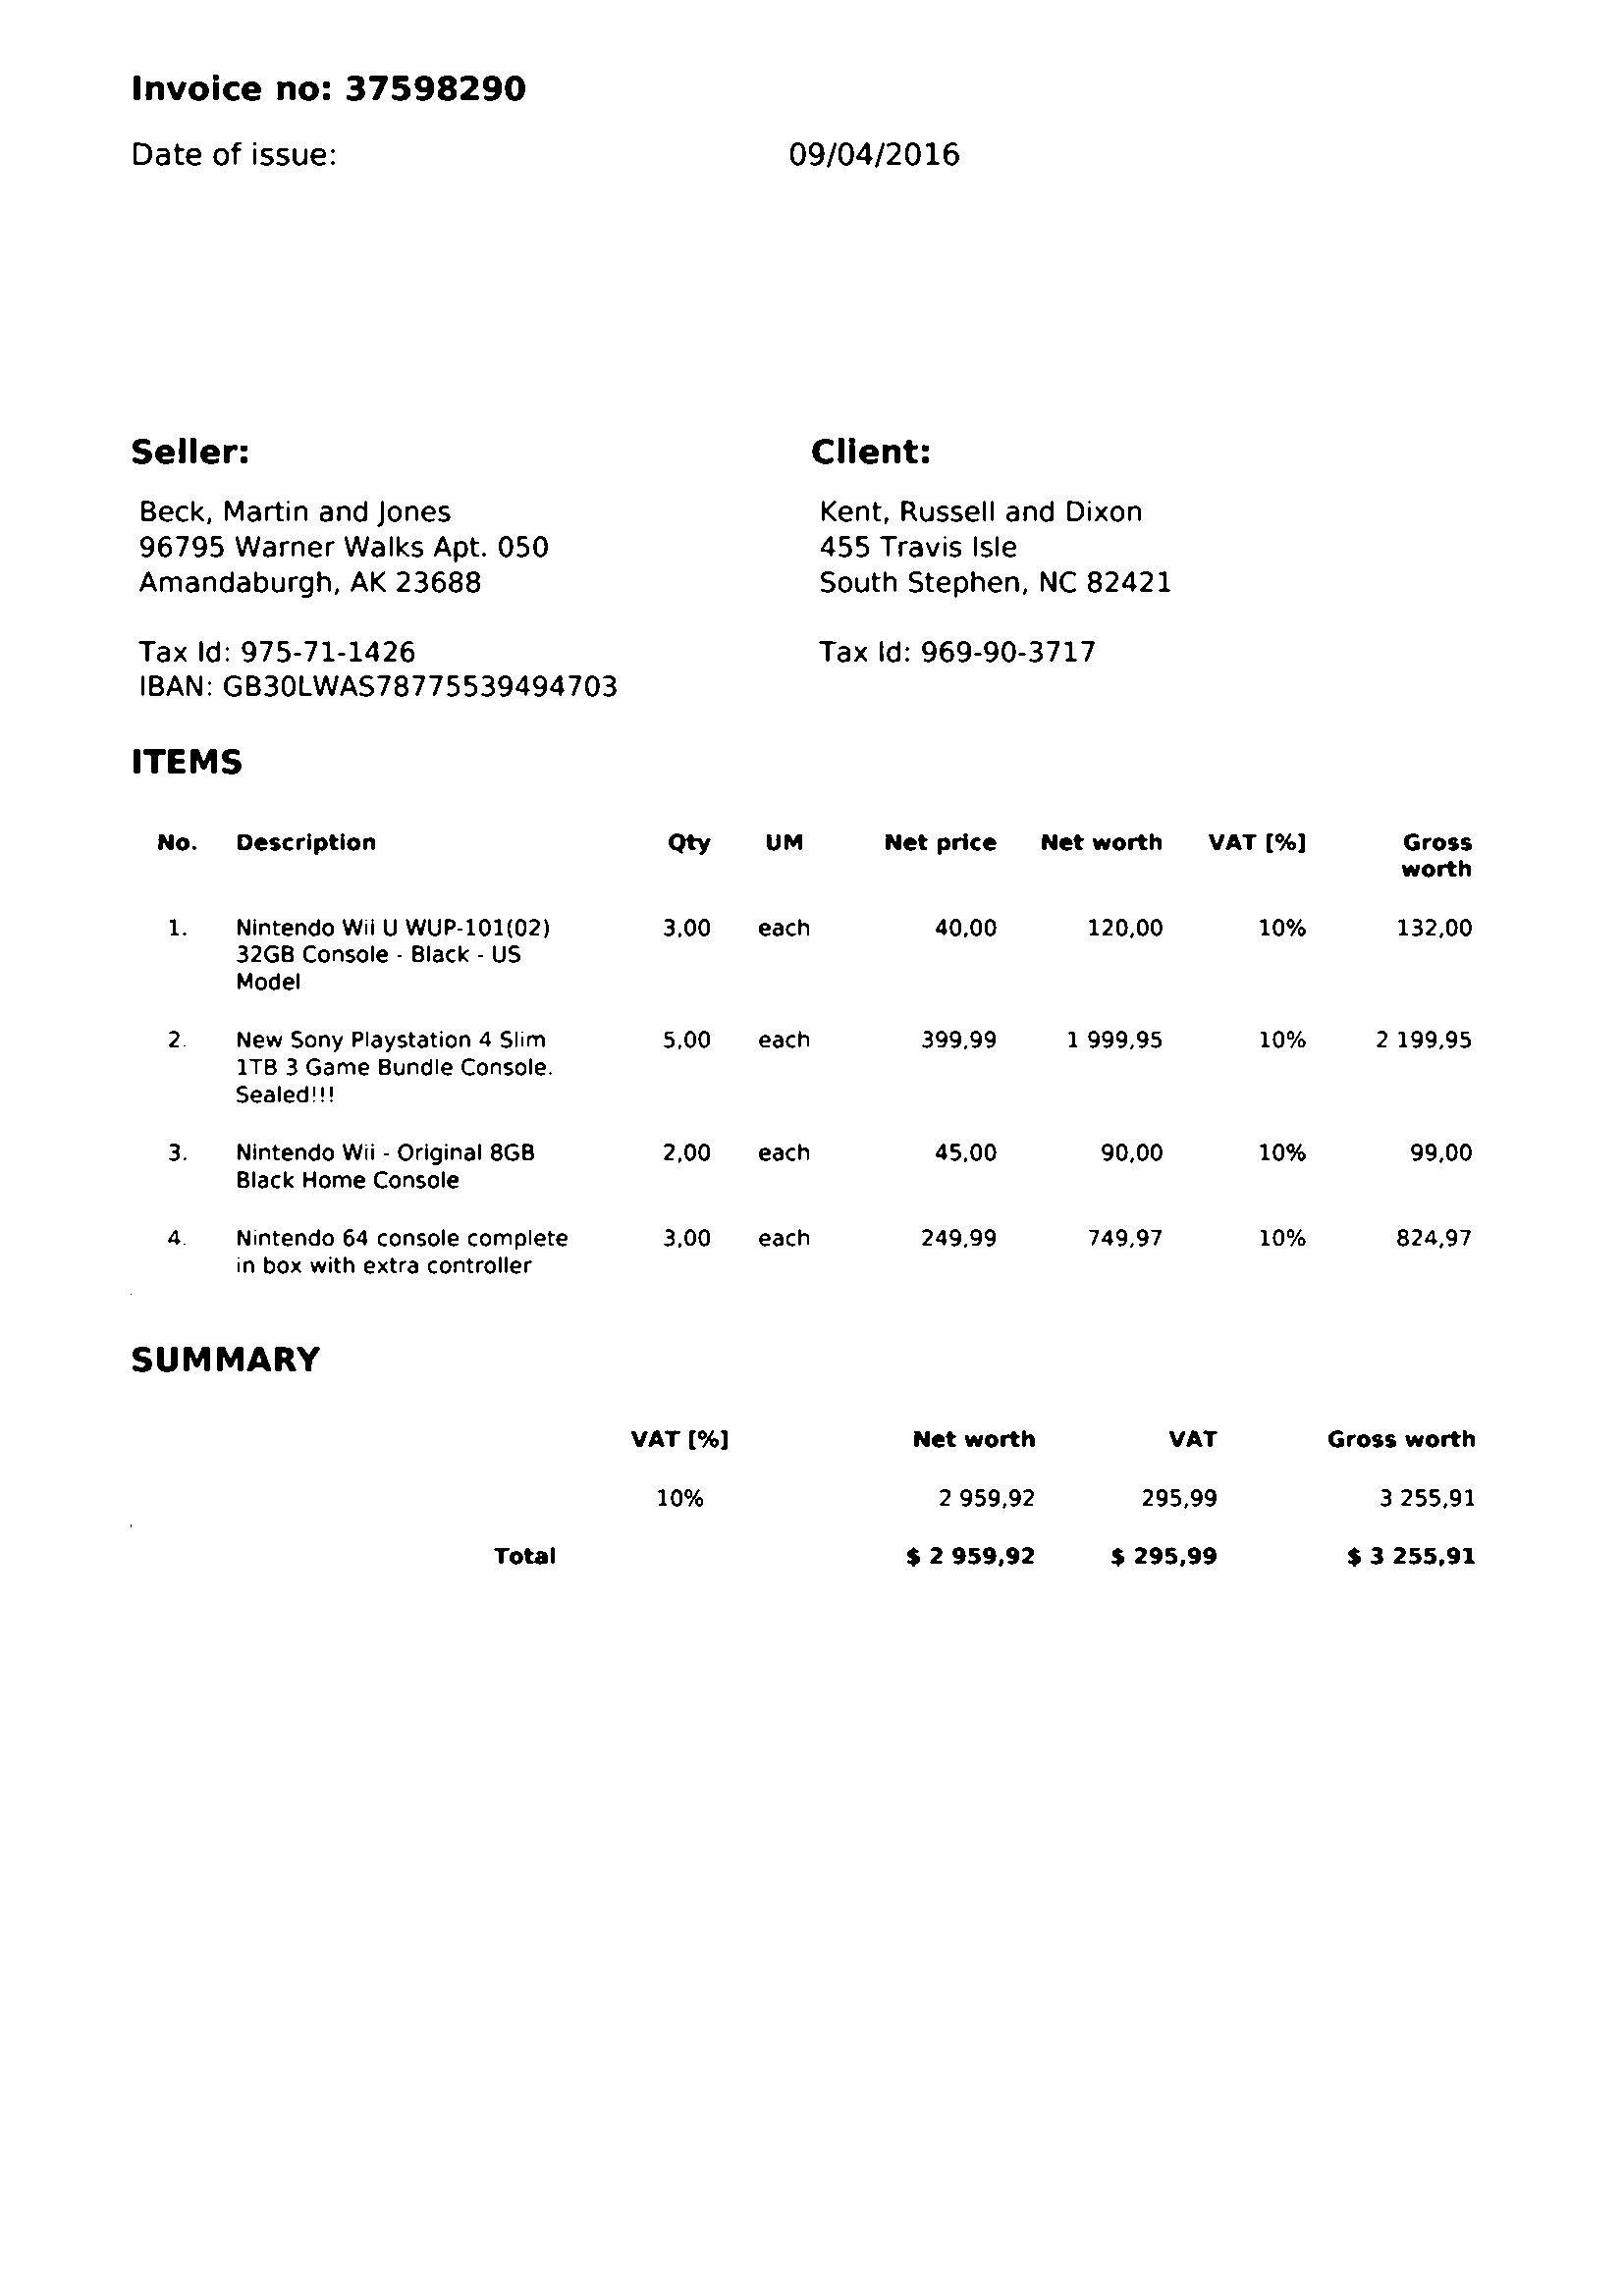 Invoice no: 37598290
Date of issue: 09/04/2016
Seller: Client:
Beck, Martin and Jones Kent, Russell and Dixon
96795 Warner Walks Apt. 050 455 Travis Isle
Amandaburgh, AK 23688 South Stephen, NC 82421
Tax Id: 975-71-1426 Tax Id: 969-90-3717
IBAN: GB30LWAS78775539494703
ITEMS
No. Description Qty UM Net price Net worth VAT [%] Gross
worth
1. Nintendo Wii U WUP-101(02) 3,00 each 40,00 120,00 10% 132,00
32GB Console - Black - US
Model
2. New Sony Playstation 4 Slim 5,00 each 399,99 1 999,95 10% 2 199,95
1TB 3 Game Bundle Console.
Sealed!!!
3. Nintendo Wii - Original 8GB 2,00 each 45,00 90,00 10% 99,00
Black Home Console
4. Nintendo 64 console complete 3,00 each 249,99 749,97 10% 824,97
in box with extra controller
SUMMARY
VAT [%] Net worth VAT Gross worth
10% 2 959,92 295,99 3 255,91
Total $ 2 959,92 $ 295,99 $ 3 255,91